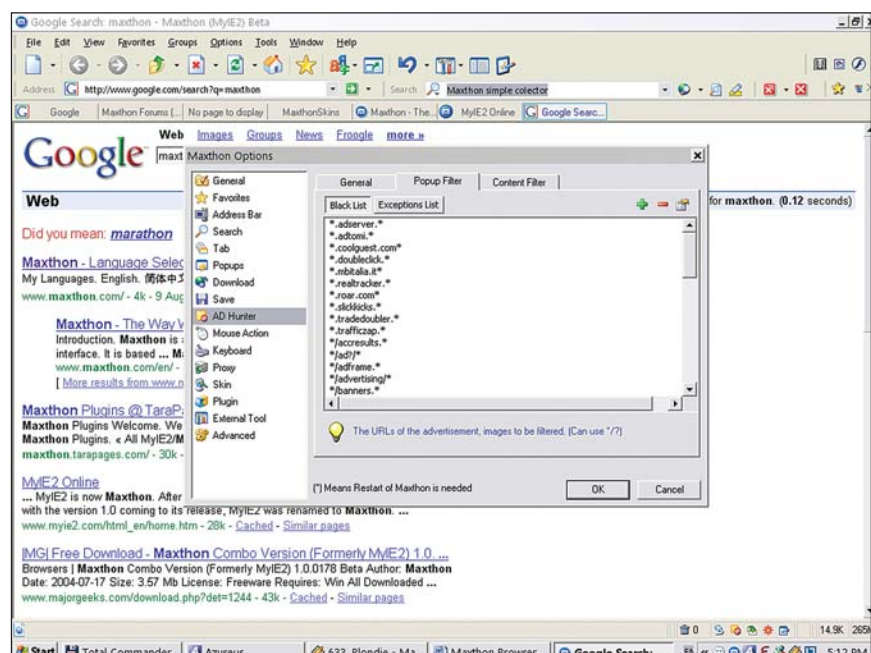 Google Search: maxthon - Maxthon (MyIE2) Beta
File Edit View Favorites Groups Options Tools Window Help
Address http://www.google.com/search?q=maxthon Search Maxthon simple colector
Google Maxthon Forums (... No page to display MaxthonSkins Maxthon - The... MyIE2 Online Google Searc...
Web Images Groups News Froogle more »
Google maxt
Maxthon Options
General
Favorites
Address Bar
Search
Tab
Popups
Download
Save
AD Hunter
Mouse Action
Keyboard
Proxy
Skin
Plugin
External Tool
Advanced
General Popup Filter Content Filter
Black List Exceptions List
*.adserver.*
*.adtomi.*
*.coolguest.com*
*.doubleclick.*
*.mbitalia.it*
*.realtracker.*
*.roar.com*
*.slickkicks.*
*.tradedoubler.*
*.trafficzap.*
*/accresults.*
*/ad?/*
*/adframe.*
*/advertising/*
*/banners.*
The URLs of the advertisement, images to be filtered. (Can use */?)
(*) Means Restart of Maxthon is needed
OK Cancel
Web for maxthon. (0.12 seconds)
Did you mean: marathon
Maxthon - Language Selec
My Languages. English. 简体中文
www.maxthon.com/ - 4k - 9 Aug
Maxthon - The Way
Introduction. Maxthon is
interface. It is based ... M
www.maxthon.com/en/ -
[ More results from www.
Maxthon Plugins @ TaraP
Maxthon Plugins Welcome. We
Maxthon Plugins. « All MyIE2/M
maxthon.tarapages.com/ - 30k -
MyIE2 Online
... MyIE2 is now Maxthon. After
with the version 1.0 coming to its release, MyIE2 was renamed to Maxthon. ...
www.myie2.com/html_en/home.htm - 28k - Cached - Similar pages
IMG| Free Download - Maxthon Combo Version (Formerly MyIE2) 1.0. ...
Browsers | Maxthon Combo Version (Formerly MyIE2) 1.0.0178 Beta Author: Maxthon
Date: 2004-07-17 Size: 3.57 Mb License: Freeware Requires: Win All Downloaded ...
www.majorgeeks.com/download.php?det=1244 - 43k - Cached - Similar pages
0 14.9K 265M
Start Total Commander Azureus 633 Blondie - Ma Maxthon Browser Google Search: 5:12 PM